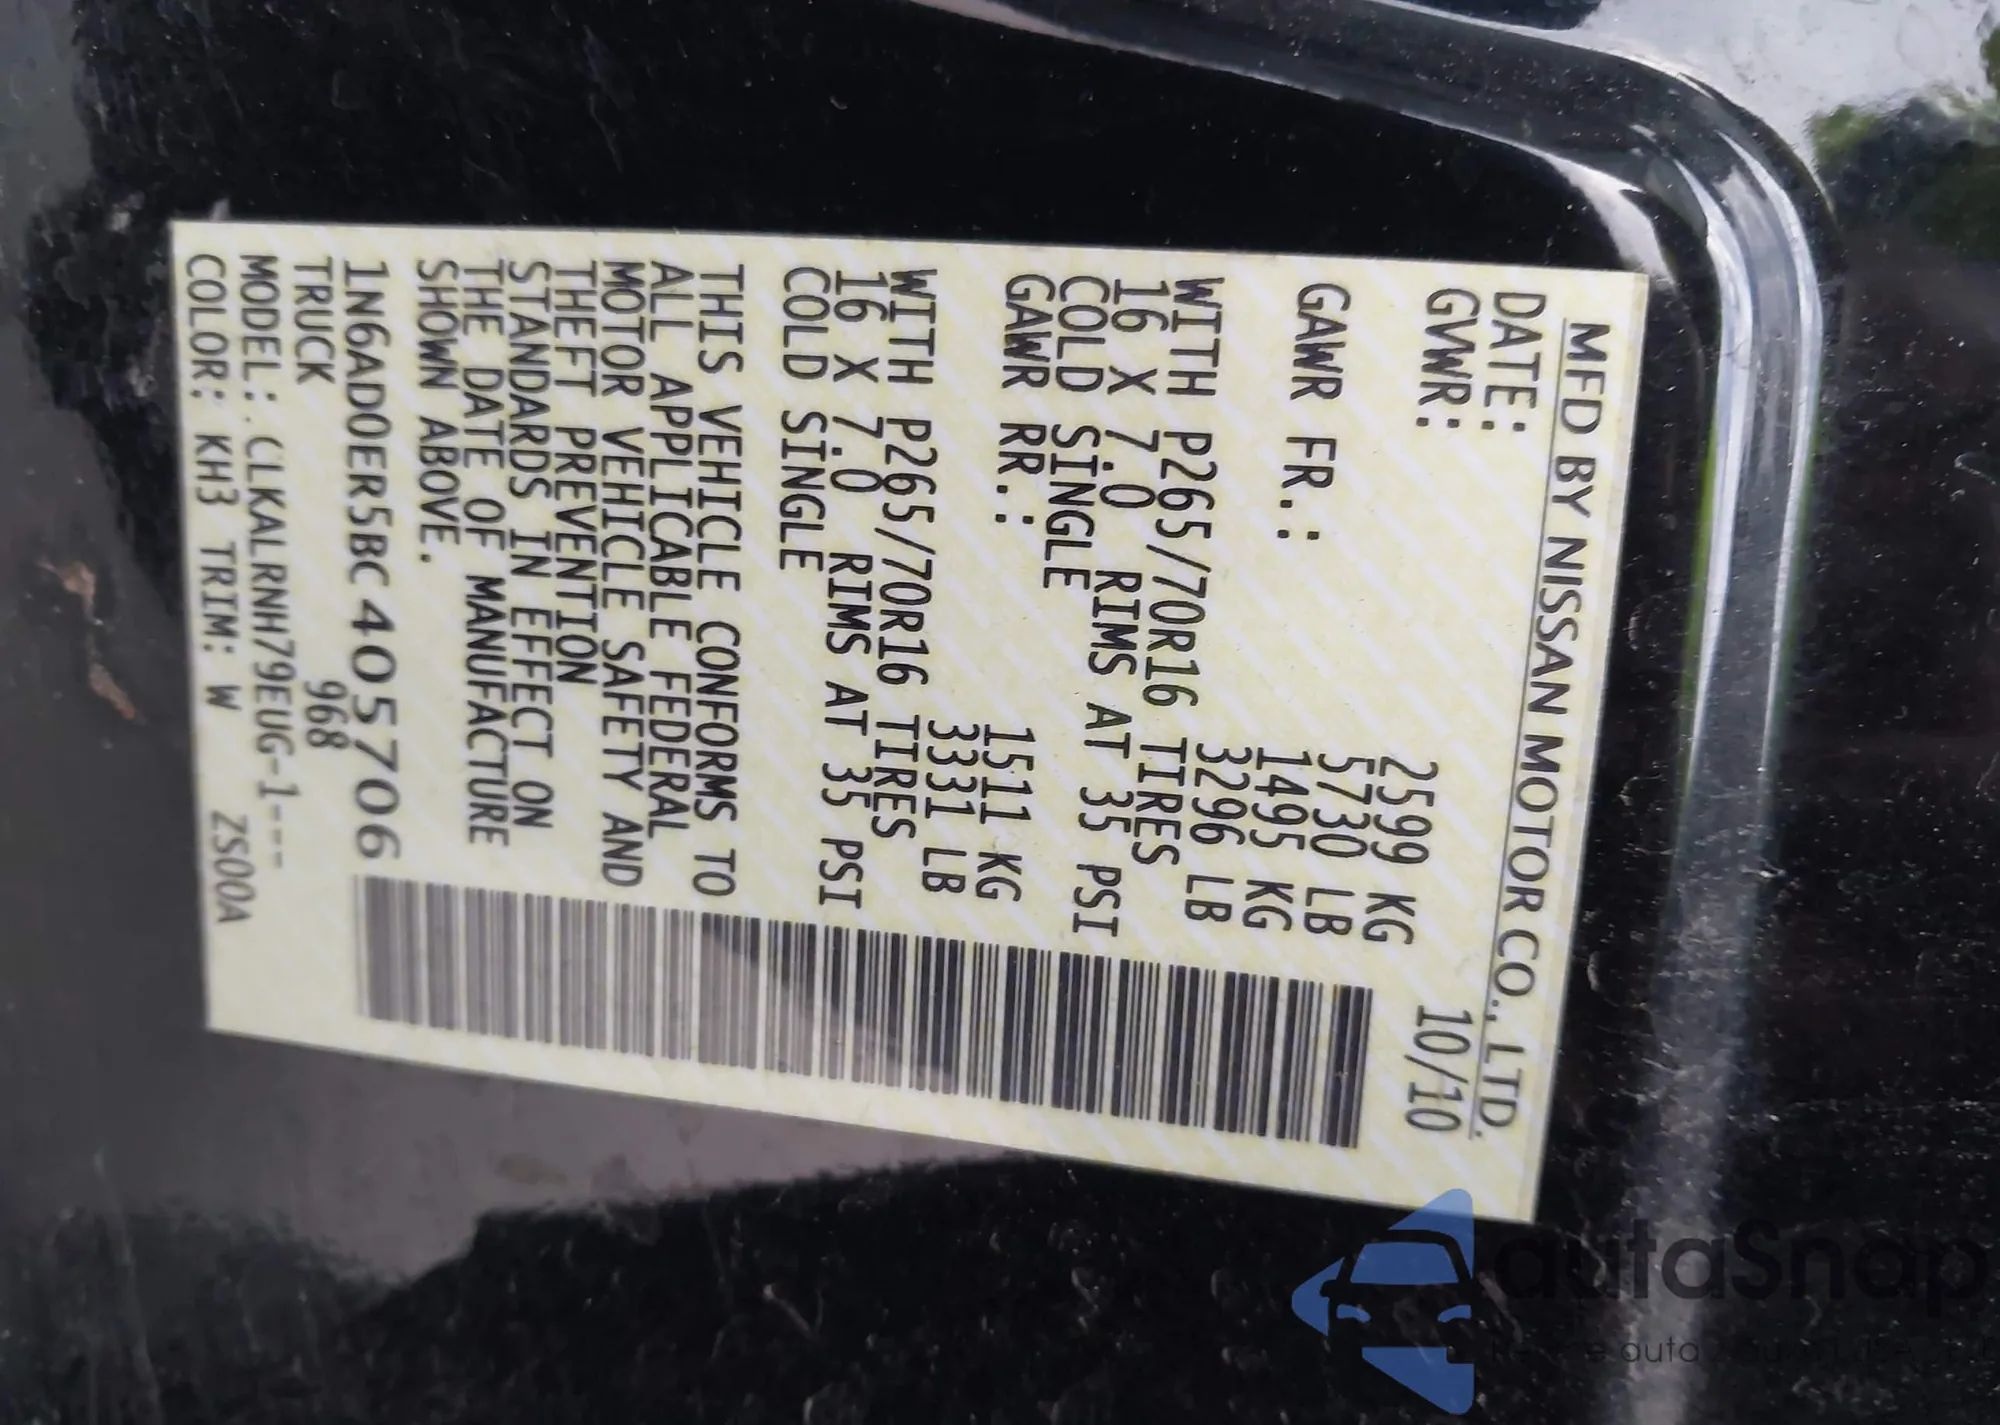 MFD BY NISSAN MOTOR CO., LTD.
DATE: 10/10
GVWR: 2599 KG
5730 LB
GAWR FR.: 1495 KG
3296 LB
WITH P265/70R16 TIRES
16 X 7.0 RIMS AT 35 PSI
COLD SINGLE
GAWR RR.: 1511 KG
3331 LB
WITH P265/70R16 TIRES
16 X 7.0 RIMS AT 35 PSI
COLD SINGLE
THIS VEHICLE CONFORMS TO
ALL APPLICABLE FEDERAL
MOTOR VEHICLE SAFETY AND
THEFT PREVENTION
STANDARDS IN EFFECT ON
THE DATE OF MANUFACTURE
SHOWN ABOVE.
1N6AD0ER5BC405706
TRUCK 968
MODEL: CLKALRNH79EUG-1---
COLOR: KH3 TRIM: W ZS00A
autaSnap
auta